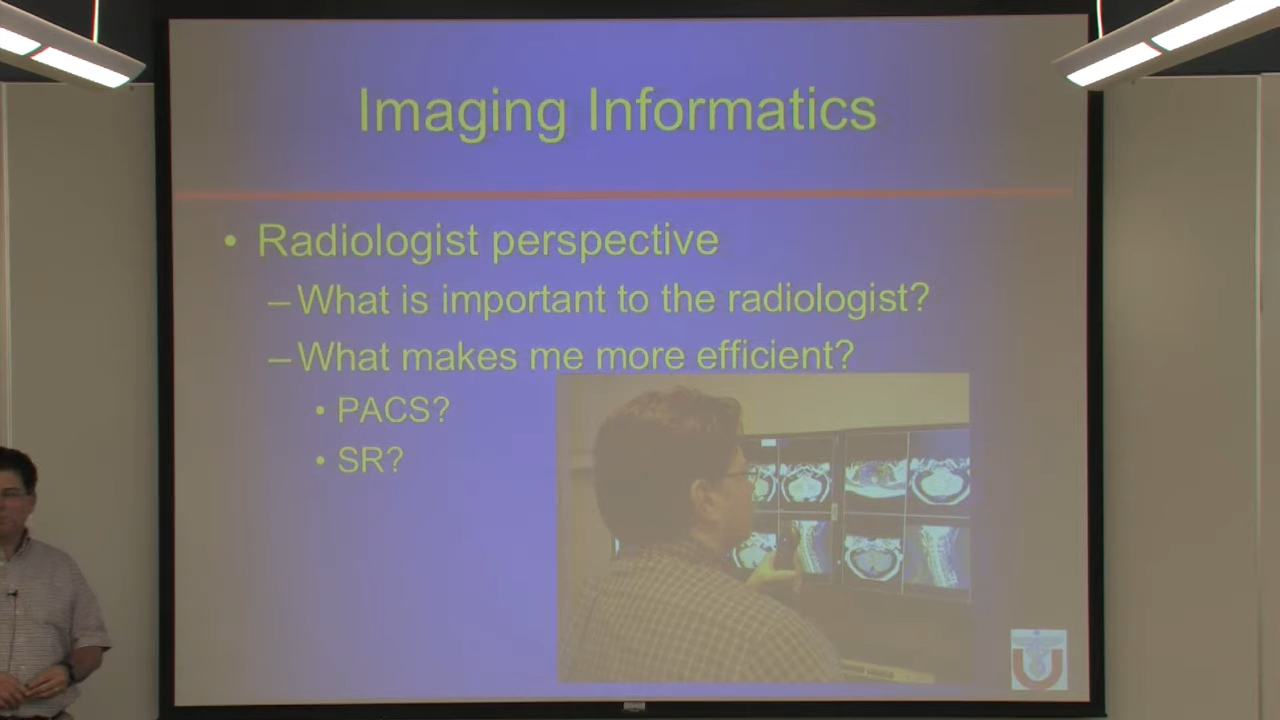 Imaging Informatics
• Radiologist perspective
– What is important to the radiologist?
– What makes me more efficient?
• PACS?
• SR?
U